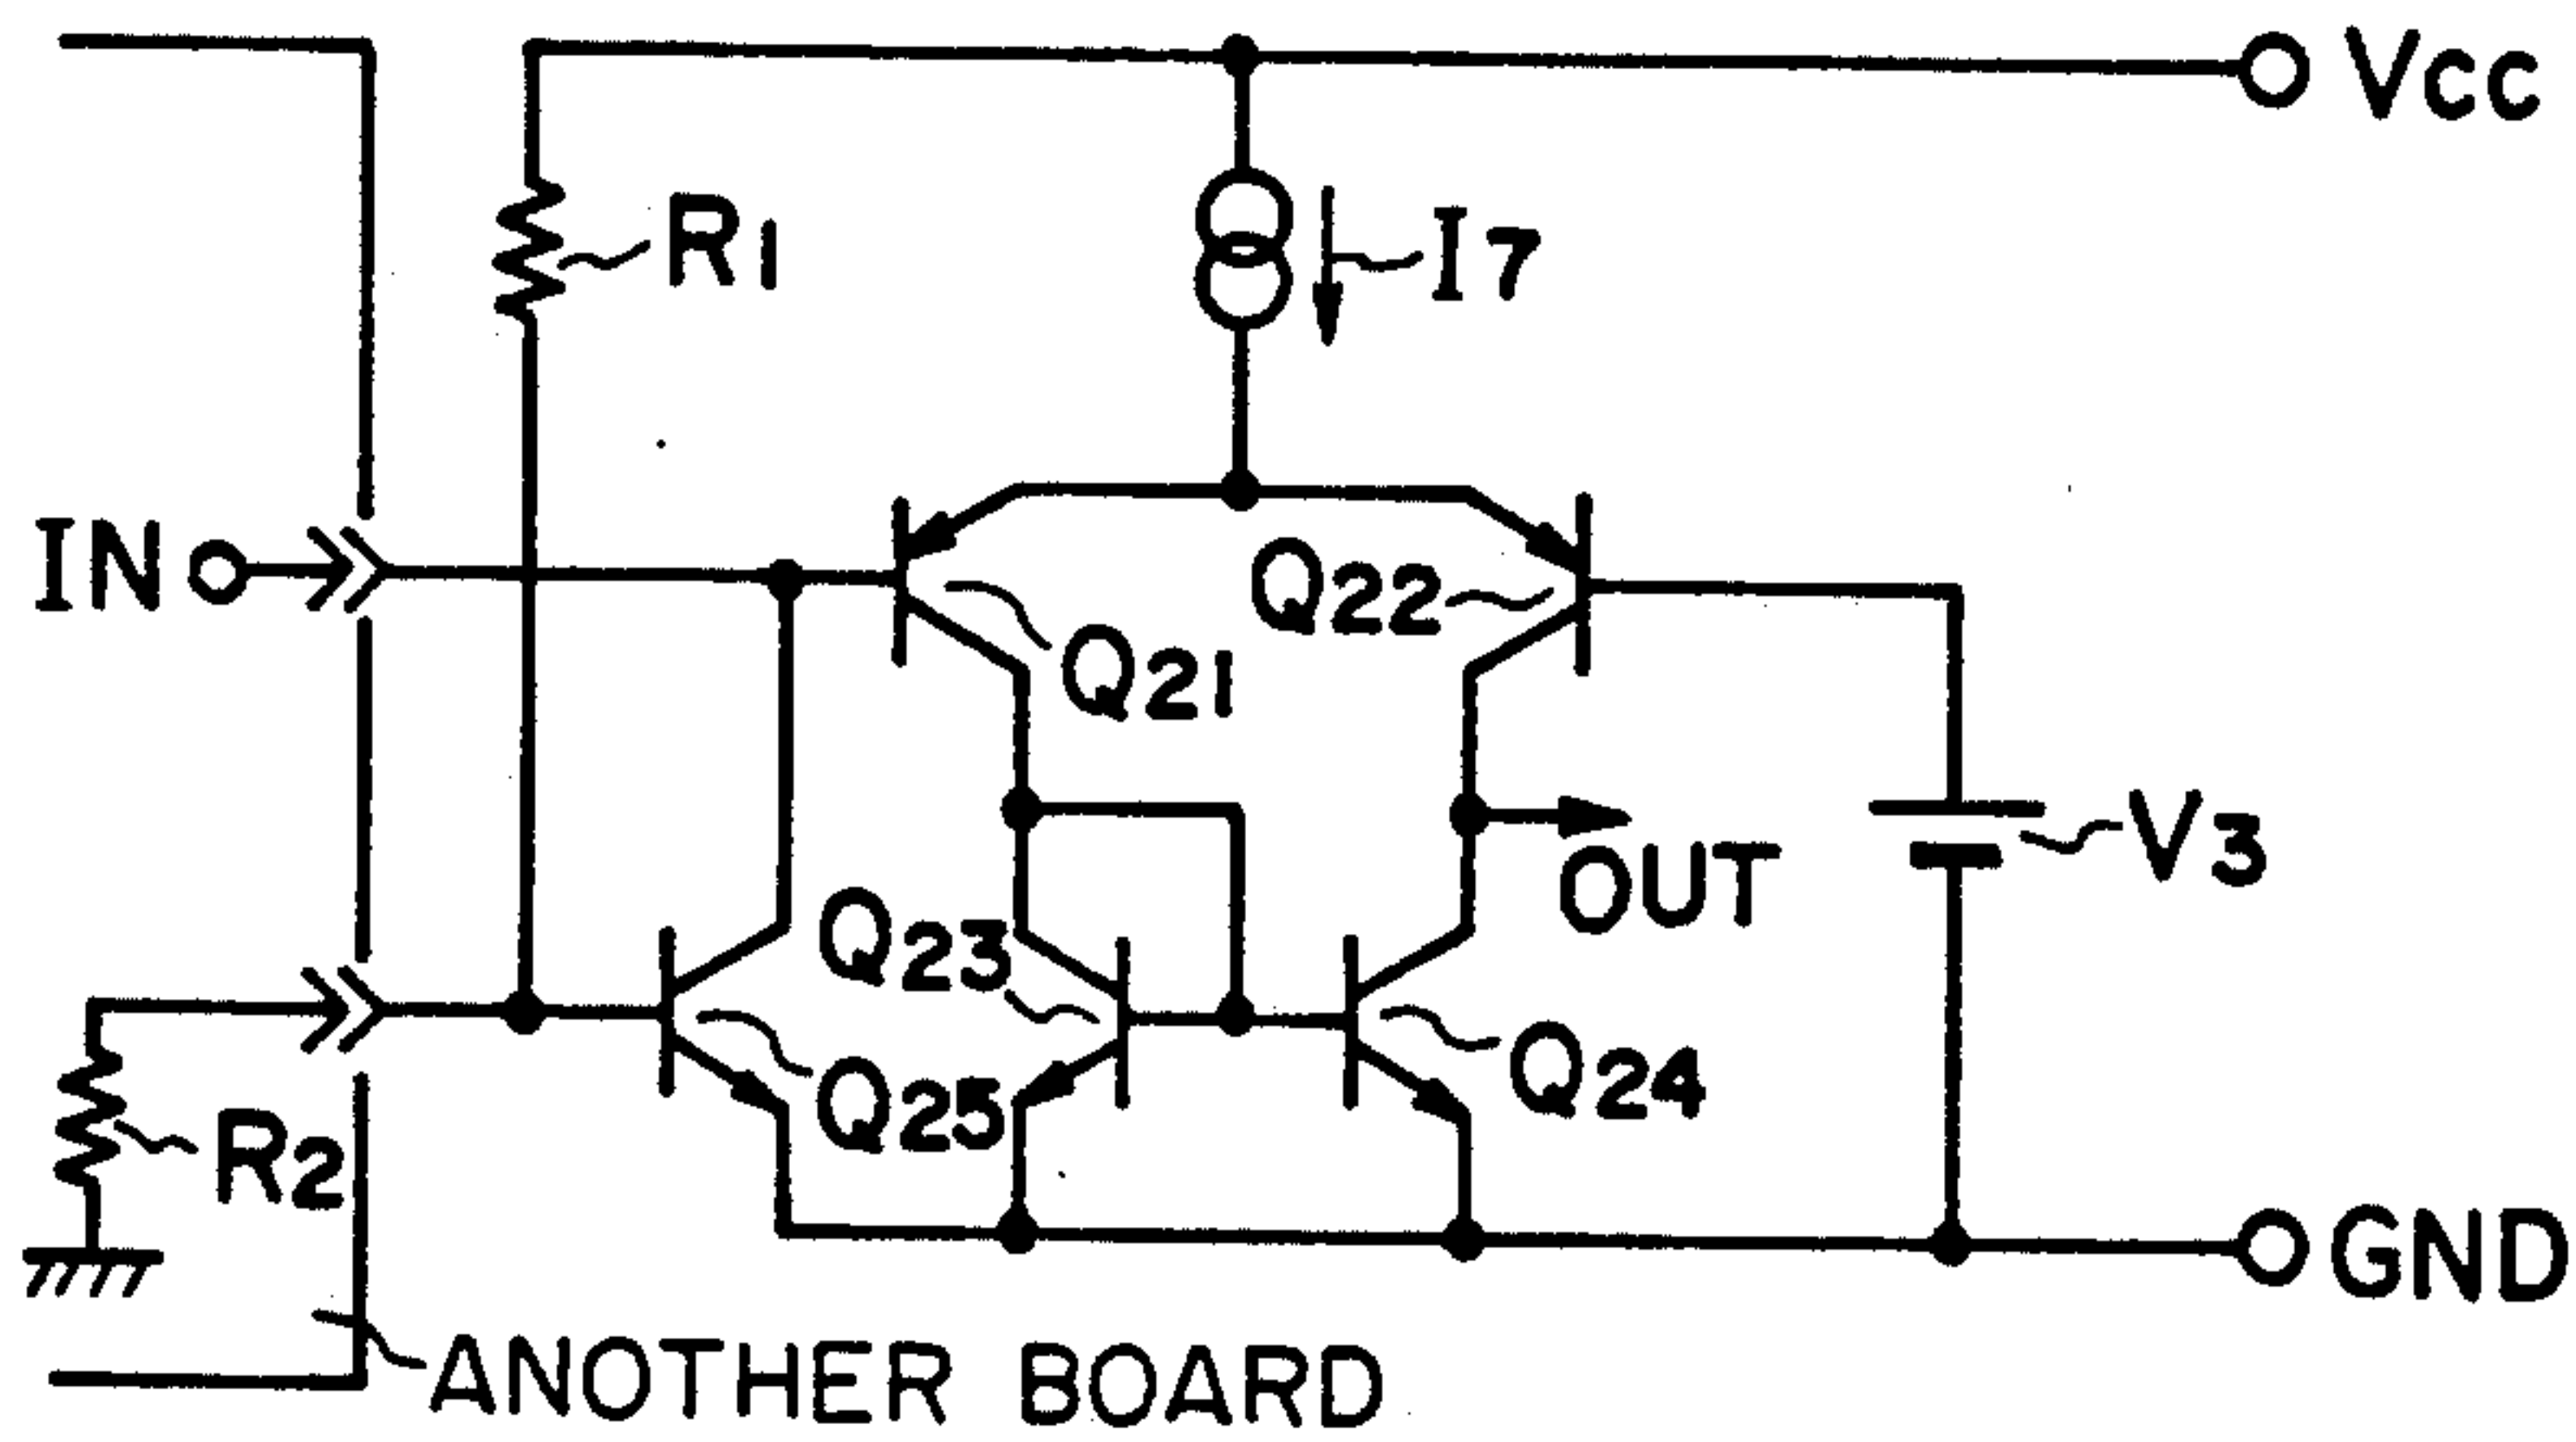 Vcc
R1
I7
IN
Q22
Q21
V3
OUT
Q23
Q25
Q24
R2
GND
ANOTHER BOARD